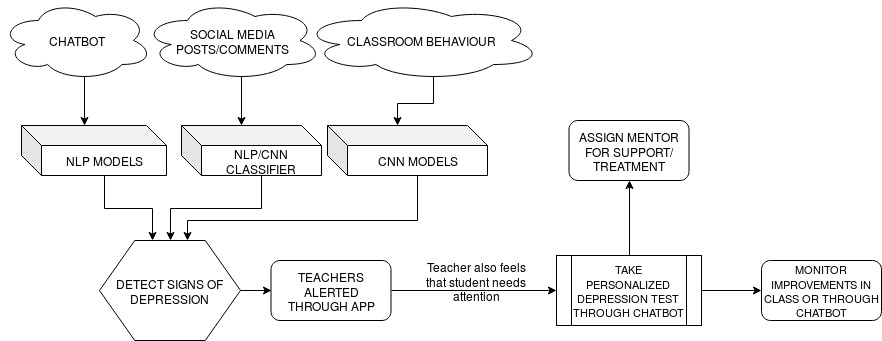 CHATBOT
SOCIAL MEDIA
POSTS/COMMENTS
CLASSROOM BEHAVIOUR
NLP MODELS
NLP/CNN
CLASSIFIER
CNN MODELS
ASSIGN MENTOR
FOR SUPPORT/
TREATMENT
DETECT SIGNS OF
DEPRESSION
TEACHERS
ALERTED
THROUGH APP
Teacher also feels
that student needs
attention
TAKE
PERSONALIZED
DEPRESSION TEST
THROUGH CHATBOT
MONITOR
IMPROVEMENTS IN
CLASS OR THROUGH
CHATBOT